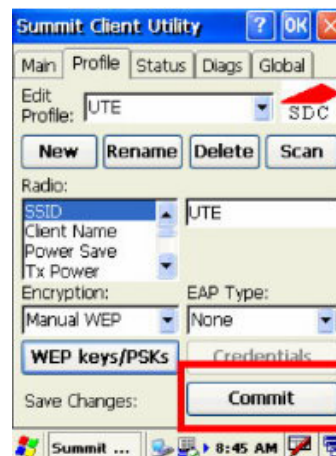 Summit Client Utility ? OK X
Main Profile Status Diags Global
Edit Profile: UTE SDC
New Rename Delete Scan
Radio:
SSID UTE
Client Name
Power Save
Tx Power
Encryption: EAP Type:
Manual WEP None
WEP keys/PSKs Credentials
Save Changes: Commit
Summit ... 8:45 AM